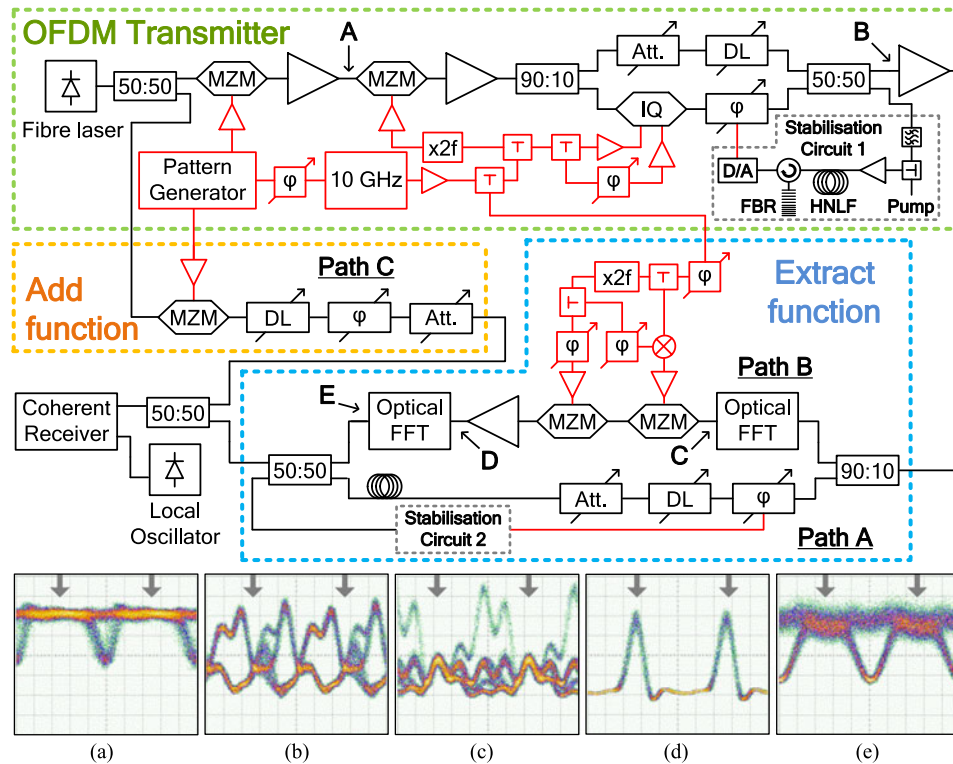 OFDM Transmitter
A
B
MZM
MZM
Att.
DL
50:50
90:10
50:50
Fibre laser
IQ
φ
x2f
T
T
Stabilisation
Circuit 1
Pattern
Generator
φ
10 GHz
T
φ
D/A
T
FBR
HNLF
Pump
Add
function
Path C
Extract
function
x2f
T
φ
T
MZM
DL
φ
Att.
φ
φ
Path B
Coherent
Receiver
50:50
E
Optical
FFT
MZM
MZM
Optical
FFT
D
C
50:50
90:10
Local
Oscillator
Att.
DL
φ
Stabilisation
Circuit 2
Path A
(a)
(b)
(c)
(d)
(e)